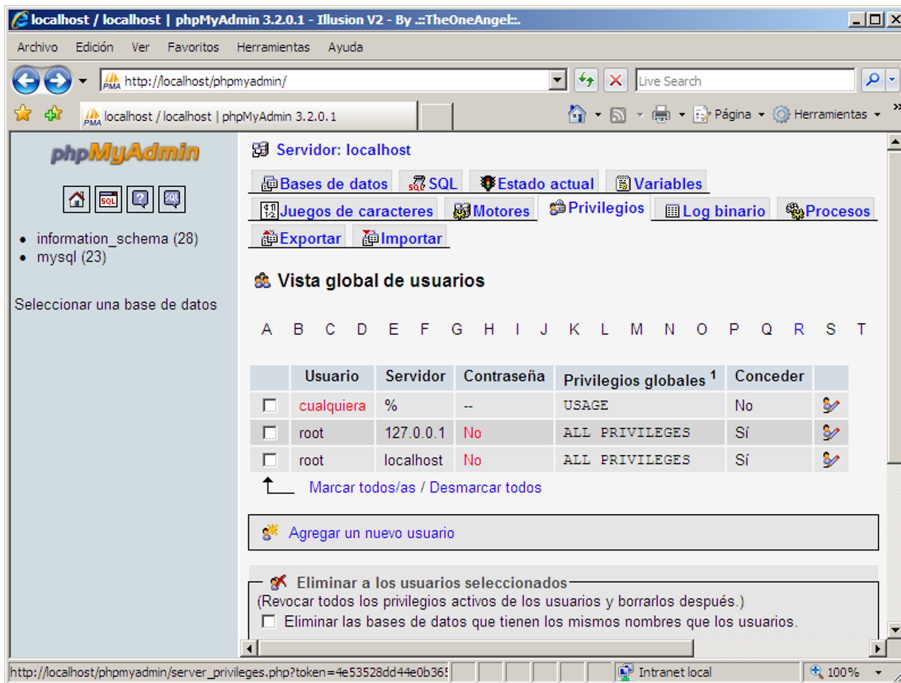 localhost / localhost | phpMyAdmin 3.2.0.1 - Illusion V2 - By .::TheOneAngel::.
Archivo Edición Ver Favoritos Herramientas Ayuda
PMA http://localhost/phpmyadmin/ Live Search
PMA localhost / localhost | phpMyAdmin 3.2.0.1 Página Herramientas »
phpMyAdmin
SQL
information_schema (28)
mysql (23)
Seleccionar una base de datos
Servidor: localhost
Bases de datos SQL Estado actual Variables
Juegos de caracteres Motores Privilegios Log binario Procesos
Exportar Importar
Vista global de usuarios
A B C D E F G H I J K L M N O P Q R S T
Usuario Servidor Contraseña Privilegios globales 1 Conceder
cualquiera % -- USAGE No
root 127.0.0.1 No ALL PRIVILEGES Sí
root localhost No ALL PRIVILEGES Sí
Marcar todos/as / Desmarcar todos
Agregar un nuevo usuario
Eliminar a los usuarios seleccionados
(Revocar todos los privilegios activos de los usuarios y borrarlos después.)
Eliminar las bases de datos que tienen los mismos nombres que los usuarios.
http://localhost/phpmyadmin/server_privileges.php?token=4e53528dd44e0b365 Intranet local 100%